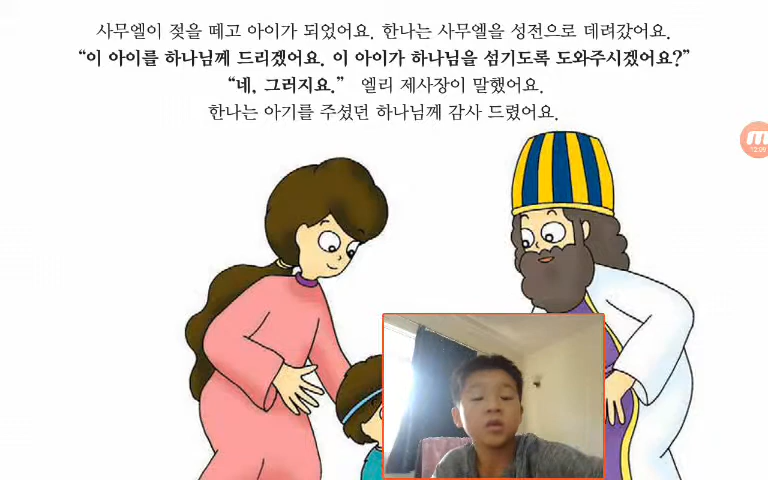 사무엘이 젖을 떼고 아이가 되었어요. 한나는 사무엘을 성전으로 데려갔어요.
“이 아이를 하나님께 드리겠어요. 이 아이가 하나님을 섬기도록 도와주시겠어요?”
“네, 그러지요.” 엘리 제사장이 말했어요.
한나는 아기를 주셨던 하나님께 감사 드렸어요.